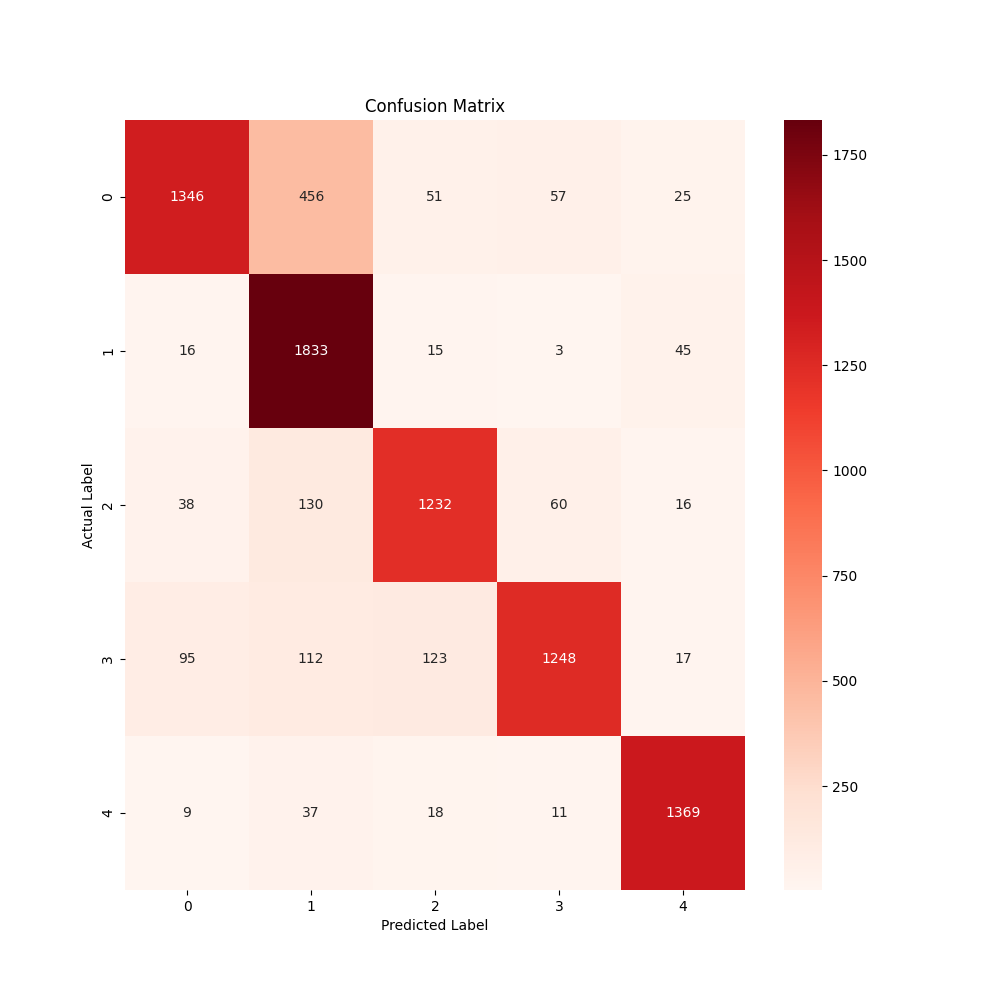 Confusion Matrix
0 1346 456 51 57 25
1 16 1833 15 3 45
2 38 130 1232 60 16
3 95 112 123 1248 17
4 9 37 18 11 1369
0 1 2 3 4
Predicted Label
Actual Label
1750
1500
1250
1000
750
500
250